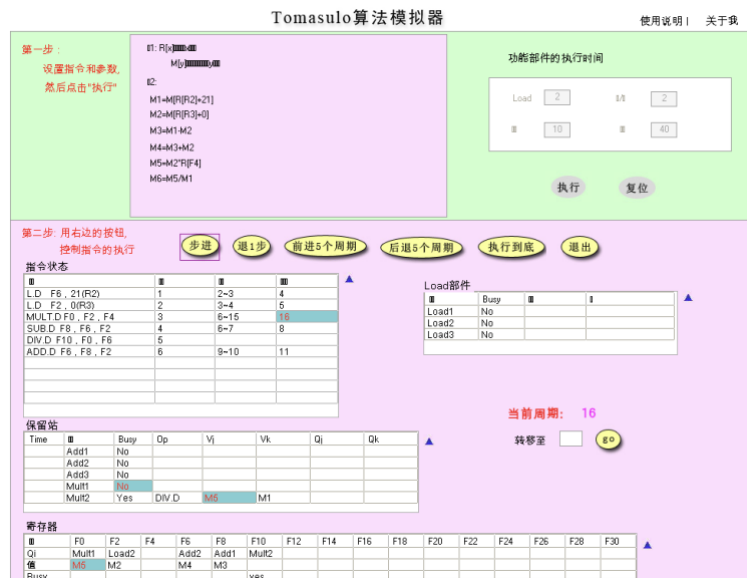 Tomasulo算法模拟器
使用说明 | 关于我
第一步：
设置指令和参数,
然后点击"执行"
M1=M[R[R2]+21]
M2=M[R[R3]+0]
M3=M1-M2
M4=M3+M2
M5=M2*R[F4]
M6=M5/M1
功能部件的执行时间
Load 2 2
10 40
执行 复位
第二步: 用右边的按钮,
控制指令的执行
步进 退1步 前进5个周期 后退5个周期 执行到底 退出
指令状态
L.D F6 , 21(R2) 1 2~3 4
L.D F2 , 0(R3) 2 3~4 5
MULT.D F0 , F2 , F4 3 6~15 16
SUB.D F8 , F6 , F2 4 6~7 8
DIV.D F10 , F0 , F6 5
ADD.D F6 , F8 , F2 6 9~10 11
Load部件
Busy
Load1 No
Load2 No
Load3 No
当前周期: 16
转移至 go
保留站
Time Busy Op Vj Vk Qj Qk
Add1 No
Add2 No
Add3 No
Mult1 No
Mult2 Yes DIV.D M5 M1
寄存器
F0 F2 F4 F6 F8 F10 F12 F14 F16 F18 F20 F22 F24 F26 F28 F30
Qi Mult1 Load2 Add2 Add1 Mult2
值 M5 M2 M4 M3
Busy yes